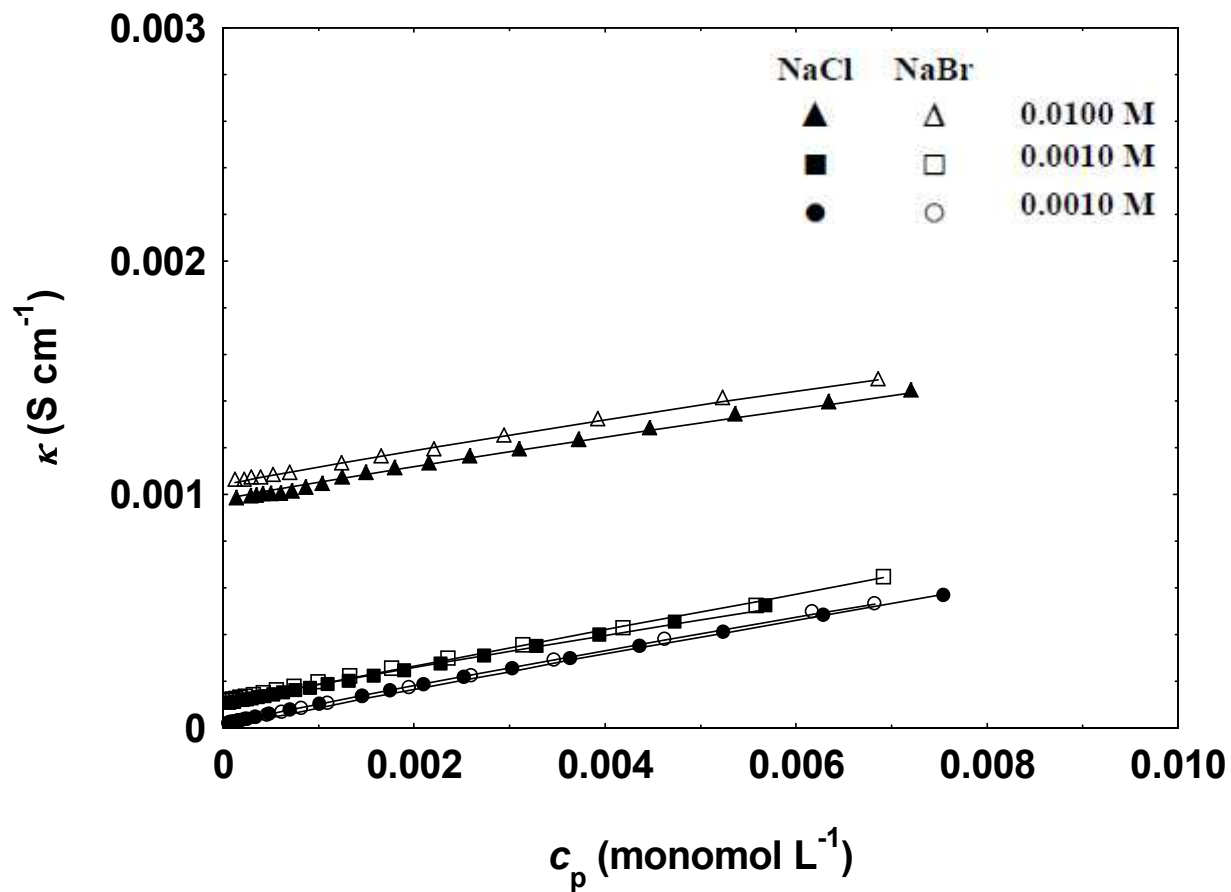 0.003
NaCl NaBr
▲ △ 0.0100 M
■ □ 0.0010 M
● ○ 0.0010 M
0.002
κ (S cm⁻¹)
0.001
0
0 0.002 0.004 0.006 0.008 0.010
cₚ (monomol L⁻¹)